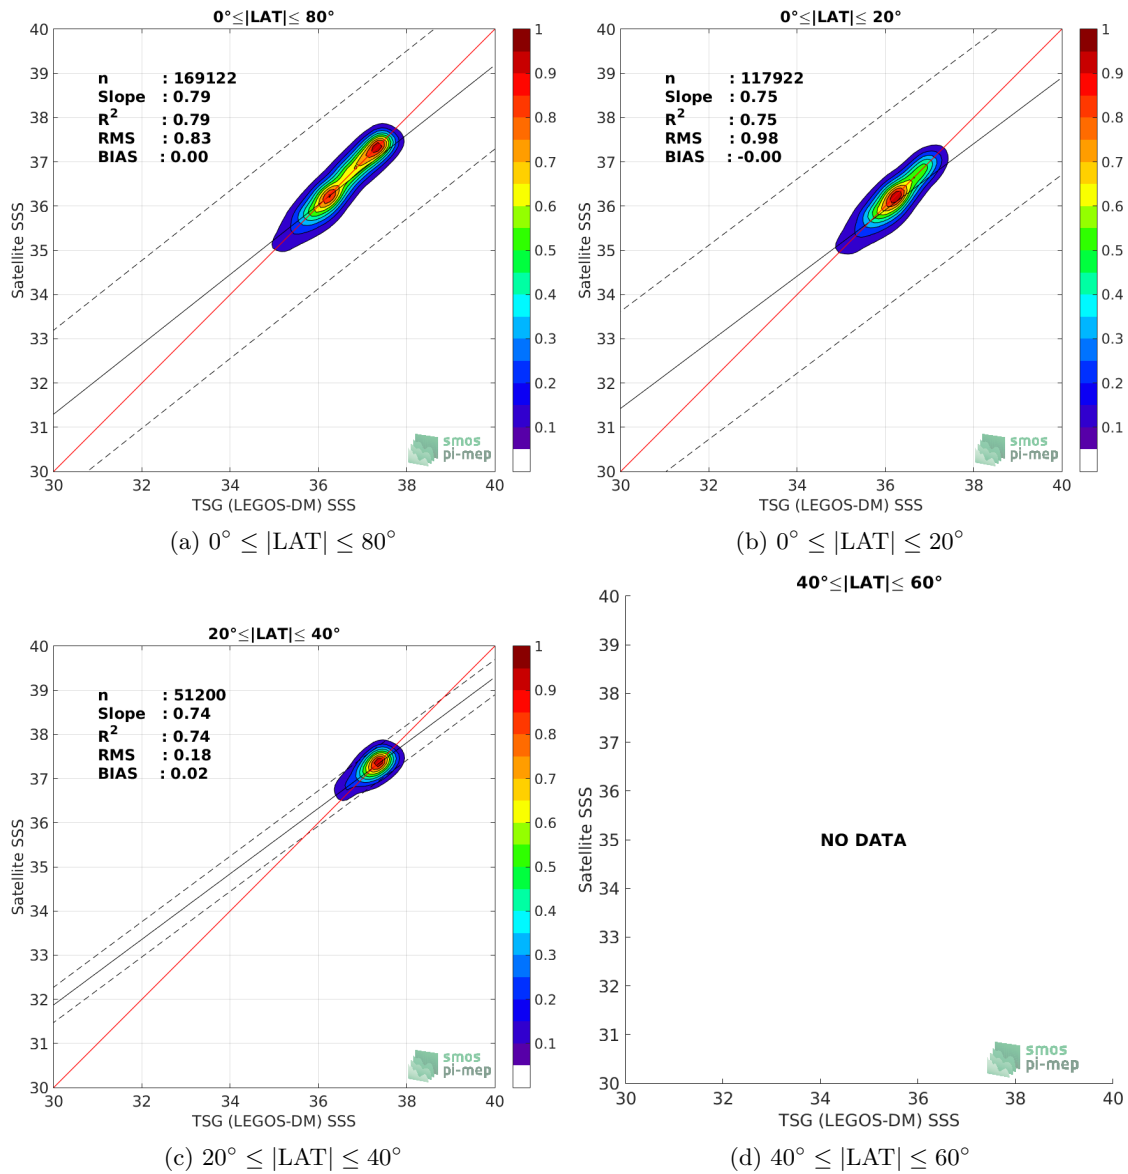 0°≤|LAT|≤ 80°
40
39
38
37
36
35
34
33
32
31
30
Satellite SSS
n : 169122
Slope : 0.79
R2 : 0.79
RMS : 0.83
BIAS : 0.00
1
0.9
0.8
0.7
0.6
0.5
0.4
0.3
0.2
0.1
smos
pi-mep
30 32 34 36 38 40
TSG (LEGOS-DM) SSS
(a) 0° ≤ |LAT| ≤ 80°
0°≤|LAT|≤ 20°
40
39
38
37
36
35
34
33
32
31
30
Satellite SSS
n : 117922
Slope : 0.75
R2 : 0.75
RMS : 0.98
BIAS : -0.00
1
0.9
0.8
0.7
0.6
0.5
0.4
0.3
0.2
0.1
smos
pi-mep
30 32 34 36 38 40
TSG (LEGOS-DM) SSS
(b) 0° ≤ |LAT| ≤ 20°
20°≤|LAT|≤ 40°
40
39
38
37
36
35
34
33
32
31
30
Satellite SSS
n : 51200
Slope : 0.74
R2 : 0.74
RMS : 0.18
BIAS : 0.02
1
0.9
0.8
0.7
0.6
0.5
0.4
0.3
0.2
0.1
smos
pi-mep
30 32 34 36 38 40
TSG (LEGOS-DM) SSS
(c) 20° ≤ |LAT| ≤ 40°
40°≤|LAT|≤ 60°
40
39
38
37
36
35
34
33
32
31
30
Satellite SSS
NO DATA
smos
pi-mep
30 32 34 36 38 40
TSG (LEGOS-DM) SSS
(d) 40° ≤ |LAT| ≤ 60°